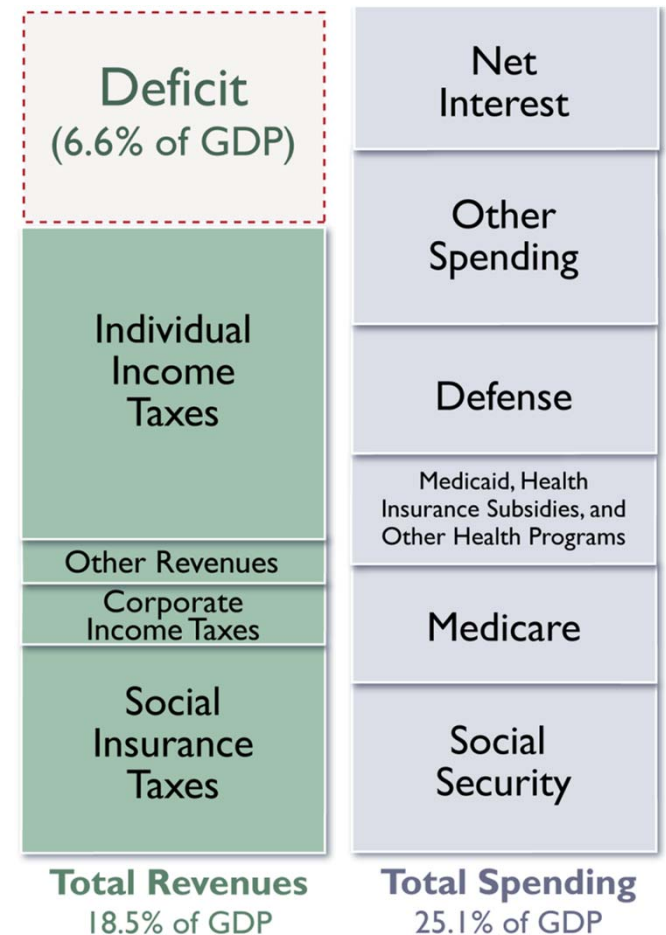 Deficit
(6.6% of GDP)
Individual
Income
Taxes
Other Revenues
Corporate
Income Taxes
Social
Insurance
Taxes
Total Revenues
18.5% of GDP
Net
Interest
Other
Spending
Defense
Medicaid, Health
Insurance Subsidies, and
Other Health Programs
Medicare
Social
Security
Total Spending
25.1% of GDP